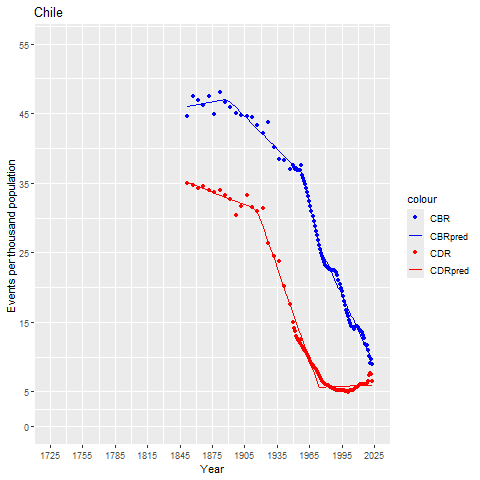 Chile
Events per thousand population
55
45
35
25
15
5
0
1725 1755 1785 1815 1845 1875 1905 1935 1965 1995 2025
Year
colour
CBR
CBRpred
CDR
CDRpred